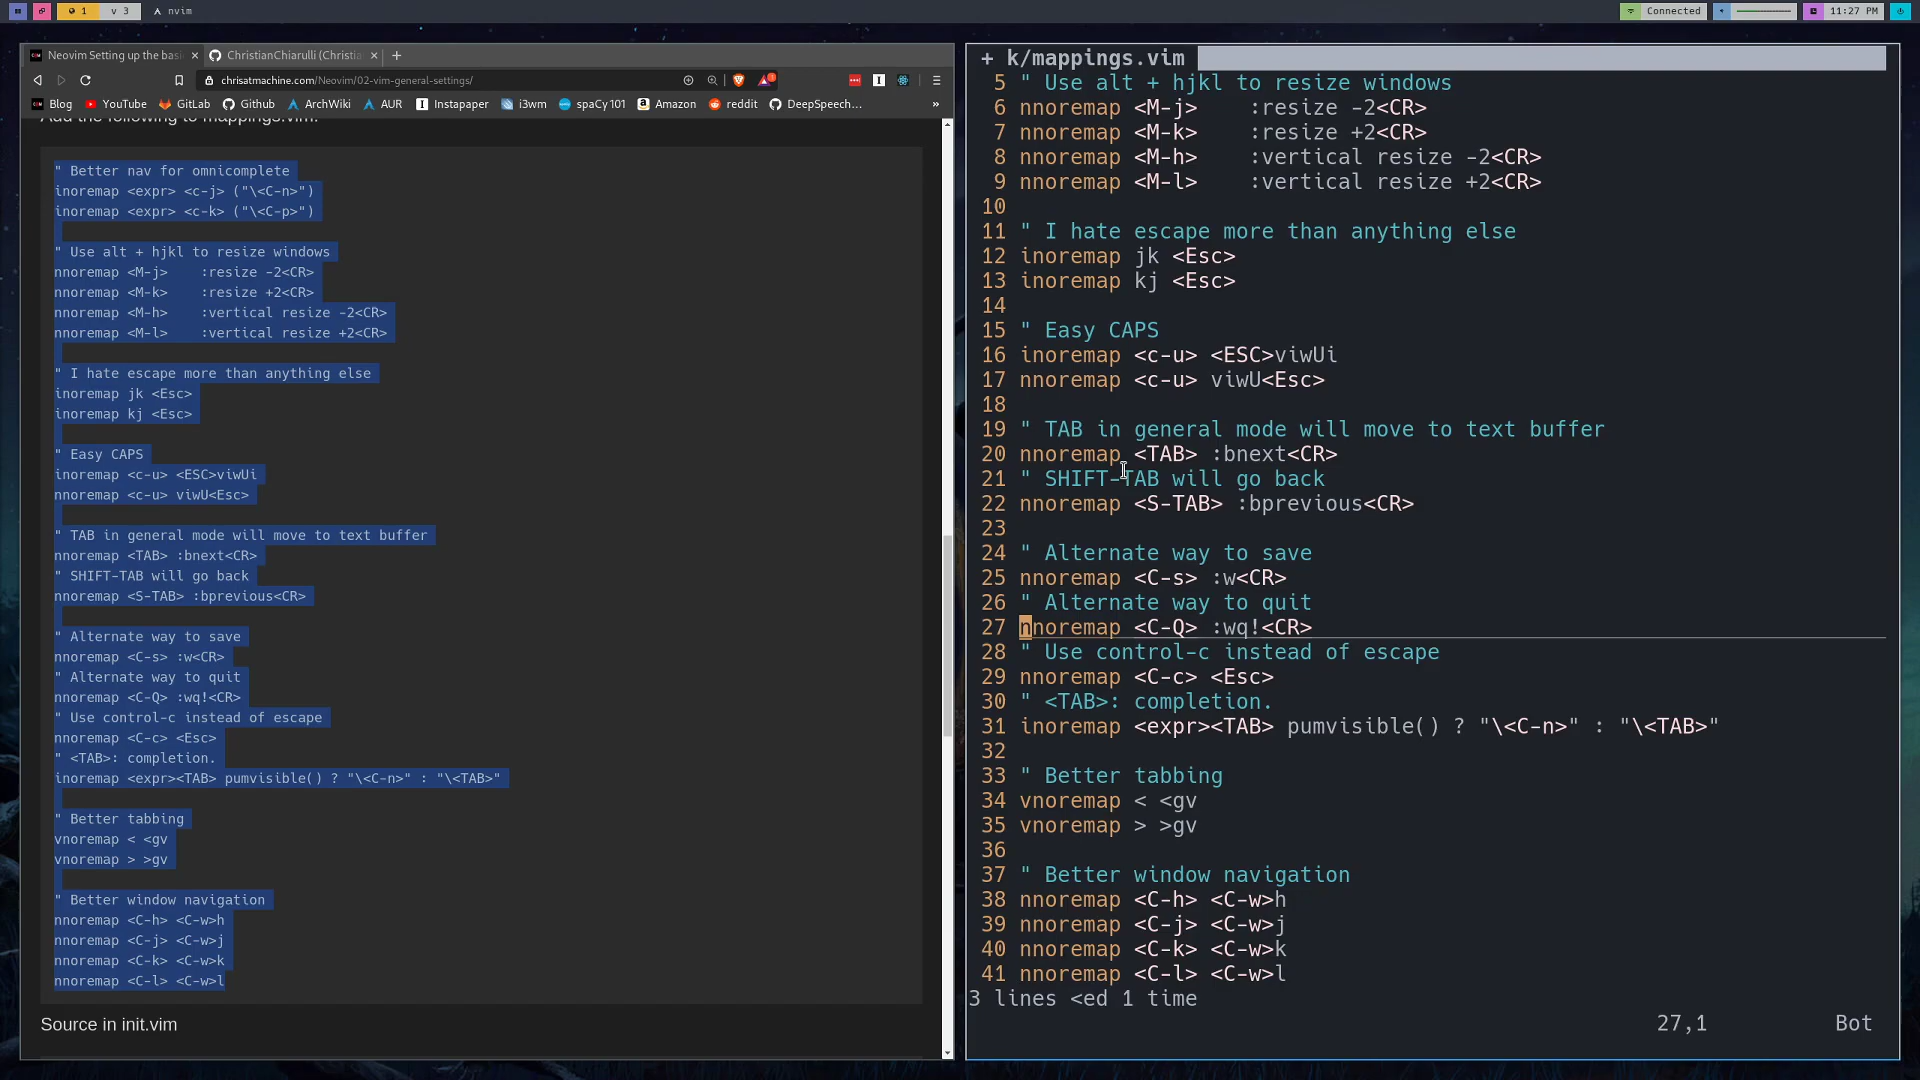 1
v 3
nvim
Connected
11:27 PM
Neovim Setting up the basi
ChristianChiarulli (Christia
chrisatmachine.com/Neovim/02-vim-general-settings/
Blog YouTube GitLab Github ArchWiki AUR Instapaper i3wm spaCy 101 Amazon reddit DeepSpeech... »
Add the following to mappings.vim:
" Better nav for omnicomplete
inoremap <expr> <c-j> ("\<C-n>")
inoremap <expr> <c-k> ("\<C-p>")
" Use alt + hjkl to resize windows
nnoremap <M-j>    :resize -2<CR>
nnoremap <M-k>    :resize +2<CR>
nnoremap <M-h>    :vertical resize -2<CR>
nnoremap <M-l>    :vertical resize +2<CR>
" I hate escape more than anything else
inoremap jk <Esc>
inoremap kj <Esc>
" Easy CAPS
inoremap <c-u> <ESC>viwUi
nnoremap <c-u> viwU<Esc>
" TAB in general mode will move to text buffer
nnoremap <TAB> :bnext<CR>
" SHIFT-TAB will go back
nnoremap <S-TAB> :bprevious<CR>
" Alternate way to save
nnoremap <C-s> :w<CR>
" Alternate way to quit
nnoremap <C-Q> :wq!<CR>
" Use control-c instead of escape
nnoremap <C-c> <Esc>
" <TAB>: completion.
inoremap <expr><TAB> pumvisible() ? "\<C-n>" : "\<TAB>"
" Better tabbing
vnoremap < <gv
vnoremap > >gv
" Better window navigation
nnoremap <C-h> <C-w>h
nnoremap <C-j> <C-w>j
nnoremap <C-k> <C-w>k
nnoremap <C-l> <C-w>l
Source in init.vim
+ k/mappings.vim
5 " Use alt + hjkl to resize windows
6 nnoremap <M-j>    :resize -2<CR>
7 nnoremap <M-k>    :resize +2<CR>
8 nnoremap <M-h>    :vertical resize -2<CR>
9 nnoremap <M-l>    :vertical resize +2<CR>
10
11 " I hate escape more than anything else
12 inoremap jk <Esc>
13 inoremap kj <Esc>
14
15 " Easy CAPS
16 inoremap <c-u> <ESC>viwUi
17 nnoremap <c-u> viwU<Esc>
18
19 " TAB in general mode will move to text buffer
20 nnoremap <TAB> :bnext<CR>
21 " SHIFT-TAB will go back
22 nnoremap <S-TAB> :bprevious<CR>
23
24 " Alternate way to save
25 nnoremap <C-s> :w<CR>
26 " Alternate way to quit
27 nnoremap <C-Q> :wq!<CR>
28 " Use control-c instead of escape
29 nnoremap <C-c> <Esc>
30 " <TAB>: completion.
31 inoremap <expr><TAB> pumvisible() ? "\<C-n>" : "\<TAB>"
32
33 " Better tabbing
34 vnoremap < <gv
35 vnoremap > >gv
36
37 " Better window navigation
38 nnoremap <C-h> <C-w>h
39 nnoremap <C-j> <C-w>j
40 nnoremap <C-k> <C-w>k
41 nnoremap <C-l> <C-w>l
3 lines <ed 1 time
27,1 Bot